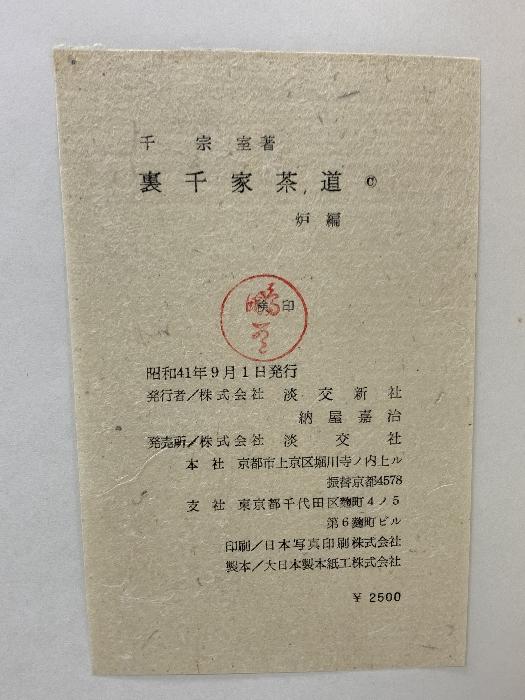 千宗室著
裏千家茶道 ©
炉編
検印
昭和41年9月1日発行
発行者／株式会社 淡交新社
納屋嘉治
発売所／株式会社 淡交社
本社 京都市上京区堀川寺ノ内上ル
振替京都4578
支社 東京都千代田区麹町4ノ5
第6麹町ビル
印刷／日本写真印刷株式会社
製本／大日本製本紙工株式会社
¥ 2500